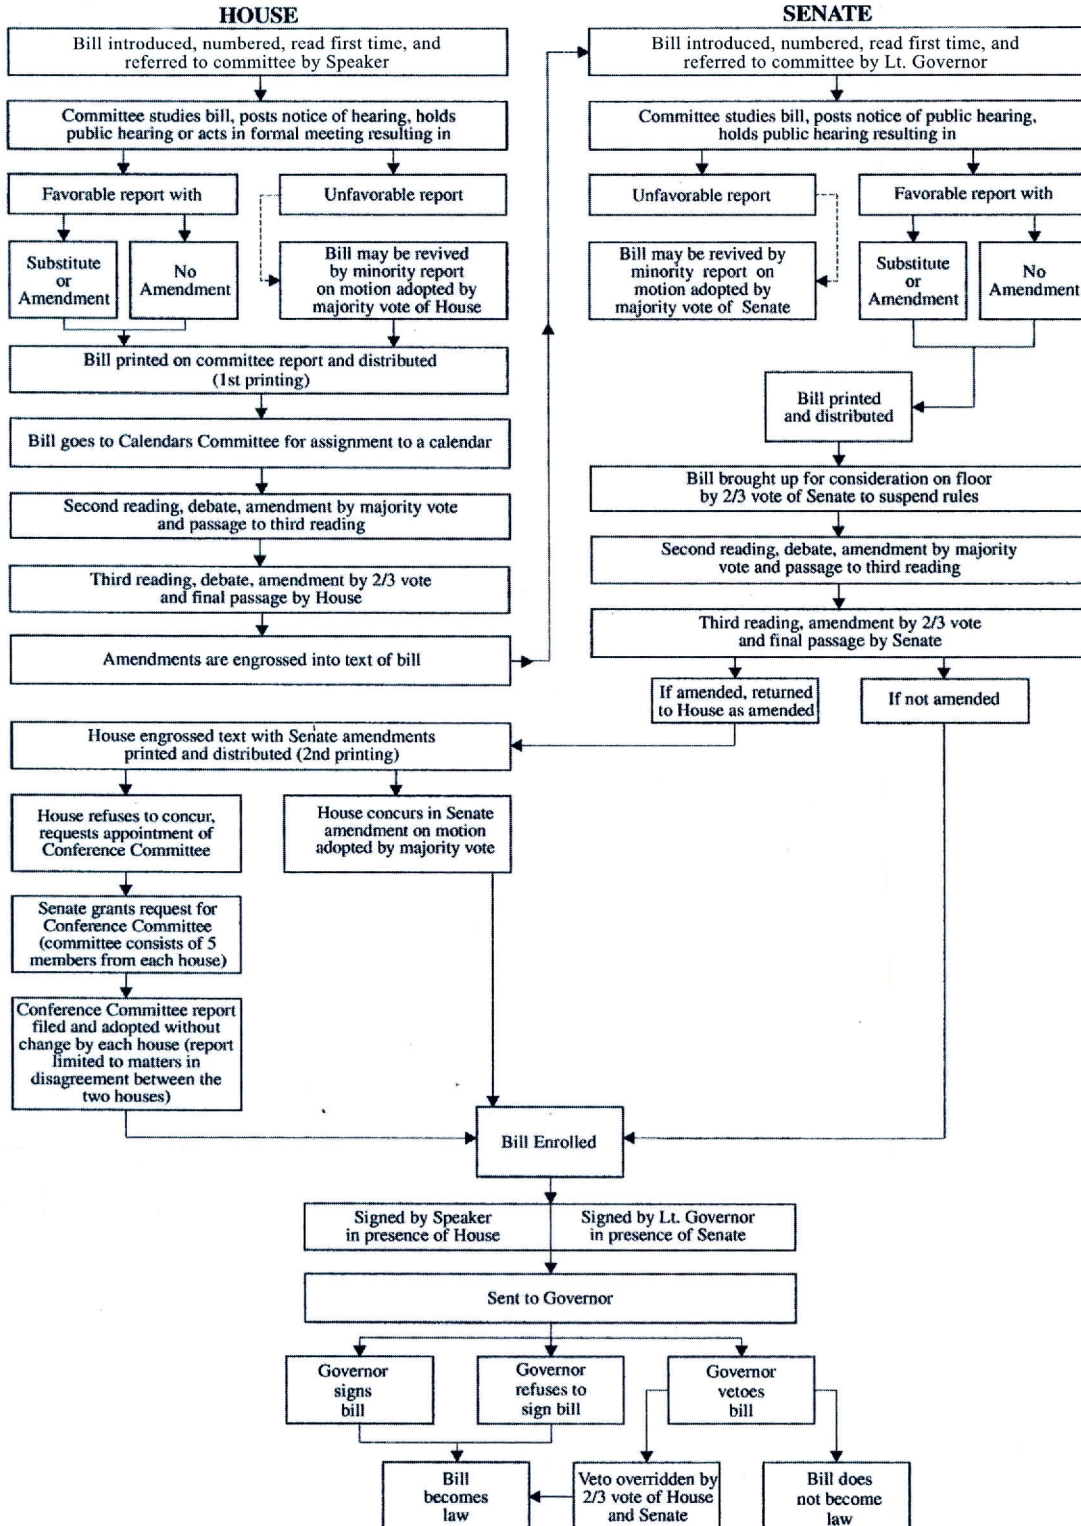 HOUSE
Bill introduced, numbered, read first time, and
referred to committee by Speaker
Committee studies bill, posts notice of hearing, holds
public hearing or acts in formal meeting resulting in
Favorable report with
Unfavorable report
Substitute
or
Amendment
No
Amendment
Bill may be revived
by minority report
on motion adopted by
majority vote of House
Bill printed on committee report and distributed
(1st printing)
Bill goes to Calendars Committee for assignment to a calendar
Second reading, debate, amendment by majority vote
and passage to third reading
Third reading, debate, amendment by 2/3 vote
and final passage by House
Amendments are engrossed into text of bill
SENATE
Bill introduced, numbered, read first time, and
referred to committee by Lt. Governor
Committee studies bill, posts notice of public hearing,
holds public hearing resulting in
Unfavorable report
Favorable report with
Bill may be revived by
minority report on
motion adopted by
majority vote of Senate
Substitute
or
Amendment
No
Amendment
Bill printed
and distributed
Bill brought up for consideration on floor
by 2/3 vote of Senate to suspend rules
Second reading, debate, amendment by majority
vote and passage to third reading
Third reading, amendment by 2/3 vote
and final passage by Senate
If amended, returned
to House as amended
If not amended
House engrossed text with Senate amendments
printed and distributed (2nd printing)
House refuses to concur,
requests appointment of
Conference Committee
House concurs in Senate
amendment on motion
adopted by majority vote
Senate grants request for
Conference Committee
(committee consists of 5
members from each house)
Conference Committee report
filed and adopted without
change by each house (report
limited to matters in
disagreement between the
two houses)
Bill Enrolled
Signed by Speaker
in presence of House
Signed by Lt. Governor
in presence of Senate
Sent to Governor
Governor
signs
bill
Governor
refuses to
sign bill
Governor
vetoes
bill
Bill
becomes
law
Veto overridden by
2/3 vote of House
and Senate
Bill does
not become
law